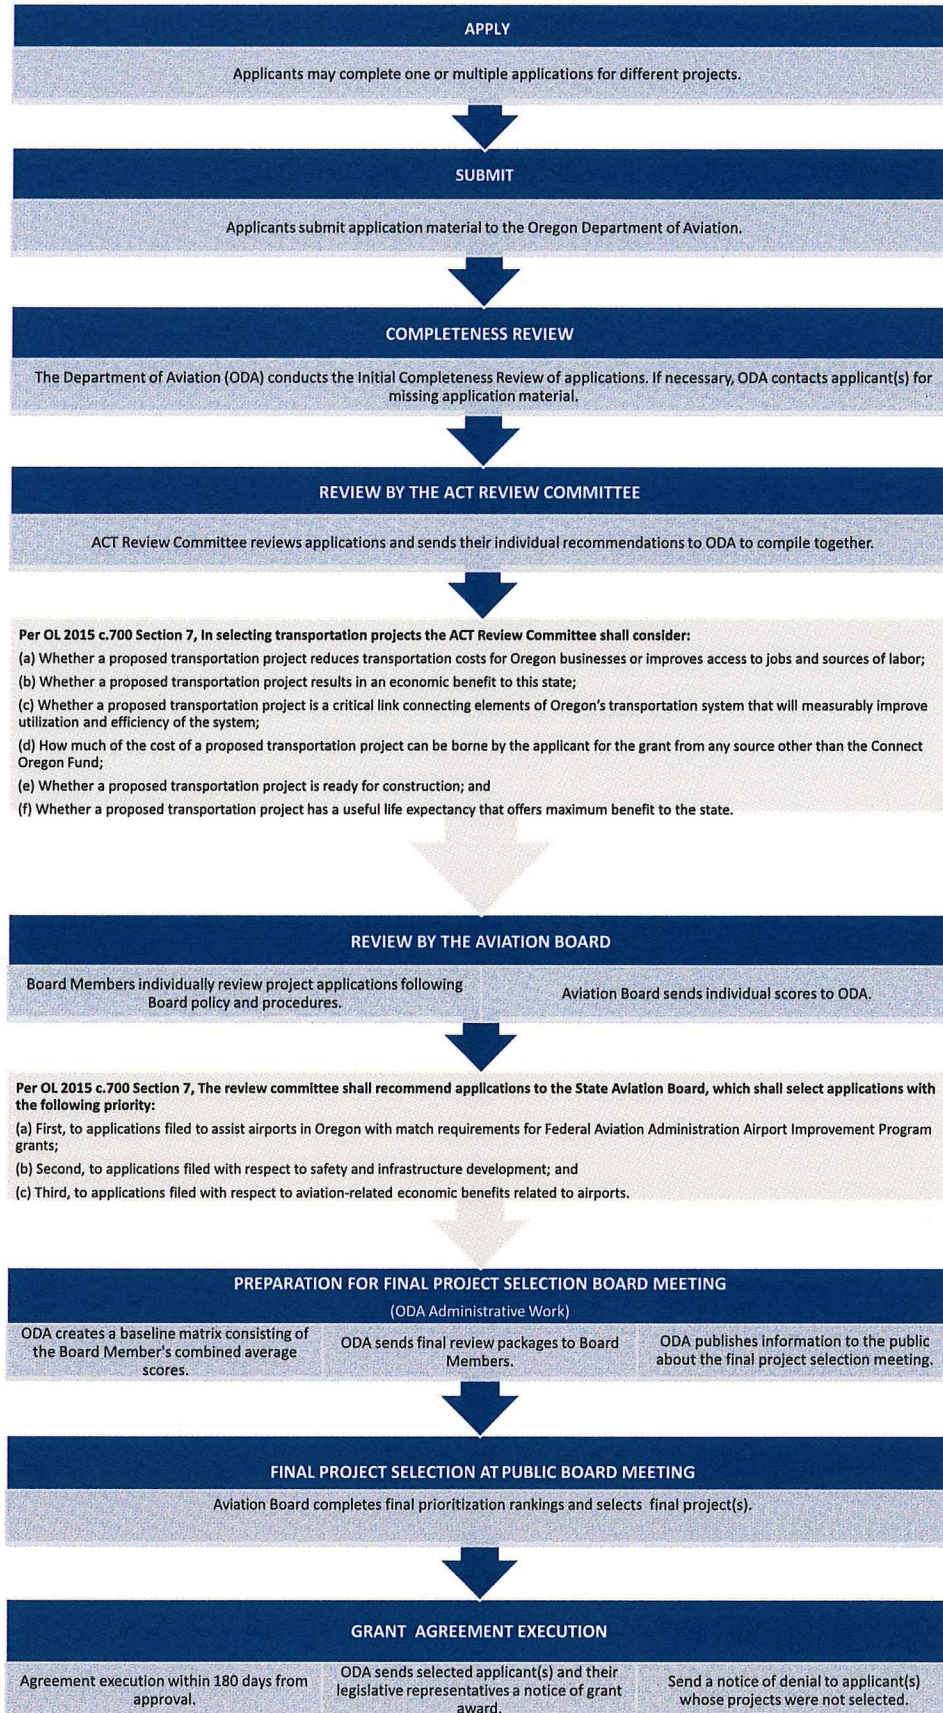 APPLY
Applicants may complete one or multiple applications for different projects.
SUBMIT
Applicants submit application material to the Oregon Department of Aviation.
COMPLETENESS REVIEW
The Department of Aviation (ODA) conducts the Initial Completeness Review of applications. If necessary, ODA contacts applicant(s) for
missing application material.
REVIEW BY THE ACT REVIEW COMMITTEE
ACT Review Committee reviews applications and sends their individual recommendations to ODA to compile together.
Per OL 2015 c.700 Section 7, In selecting transportation projects the ACT Review Committee shall consider:
(a) Whether a proposed transportation project reduces transportation costs for Oregon businesses or improves access to jobs and sources of labor;
(b) Whether a proposed transportation project results in an economic benefit to this state;
(c) Whether a proposed transportation project is a critical link connecting elements of Oregon's transportation system that will measurably improve
utilization and efficiency of the system;
(d) How much of the cost of a proposed transportation project can be borne by the applicant for the grant from any source other than the Connect
Oregon Fund;
(e) Whether a proposed transportation project is ready for construction; and
(f) Whether a proposed transportation project has a useful life expectancy that offers maximum benefit to the state.
REVIEW BY THE AVIATION BOARD
Board Members individually review project applications following
Board policy and procedures.
Aviation Board sends individual scores to ODA.
Per OL 2015 c.700 Section 7, The review committee shall recommend applications to the State Aviation Board, which shall select applications with
the following priority:
(a) First, to applications filed to assist airports in Oregon with match requirements for Federal Aviation Administration Airport Improvement Program
grants;
(b) Second, to applications filed with respect to safety and infrastructure development; and
(c) Third, to applications filed with respect to aviation-related economic benefits related to airports.
PREPARATION FOR FINAL PROJECT SELECTION BOARD MEETING
(ODA Administrative Work)
ODA creates a baseline matrix consisting of
the Board Member's combined average
scores.
ODA sends final review packages to Board
Members.
ODA publishes information to the public
about the final project selection meeting.
FINAL PROJECT SELECTION AT PUBLIC BOARD MEETING
Aviation Board completes final prioritization rankings and selects final project(s).
GRANT AGREEMENT EXECUTION
Agreement execution within 180 days from
approval.
ODA sends selected applicant(s) and their
legislative representatives a notice of grant
award.
Send a notice of denial to applicant(s)
whose projects were not selected.